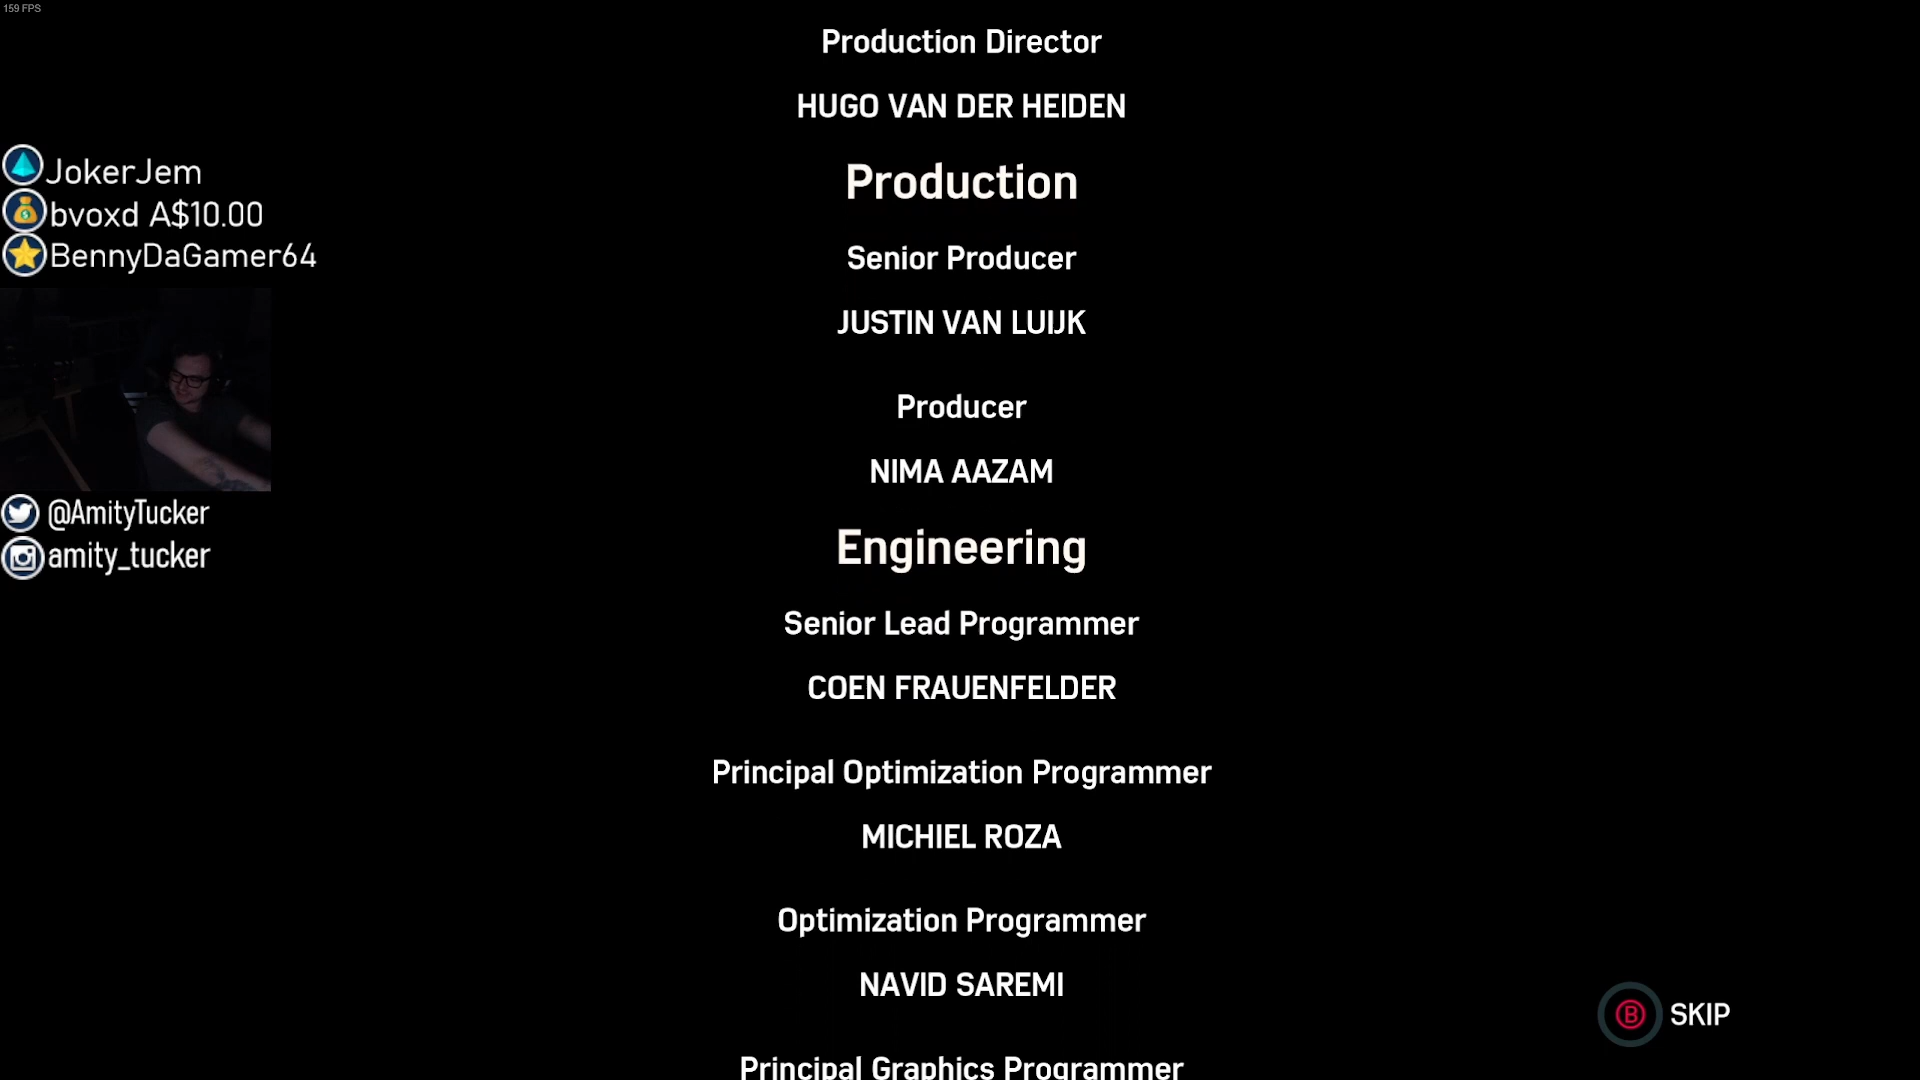 159 FPS
Production Director
HUGO VAN DER HEIDEN
JokerJem
bvoxd A$10.00
BennyDaGamer64
Production
Senior Producer
JUSTIN VAN LUIJK
Producer
NIMA AAZAM
@AmityTucker
amity_tucker
Engineering
Senior Lead Programmer
COEN FRAUENFELDER
Principal Optimization Programmer
MICHIEL ROZA
Optimization Programmer
NAVID SAREMI
B SKIP
Principal Graphics Programmer